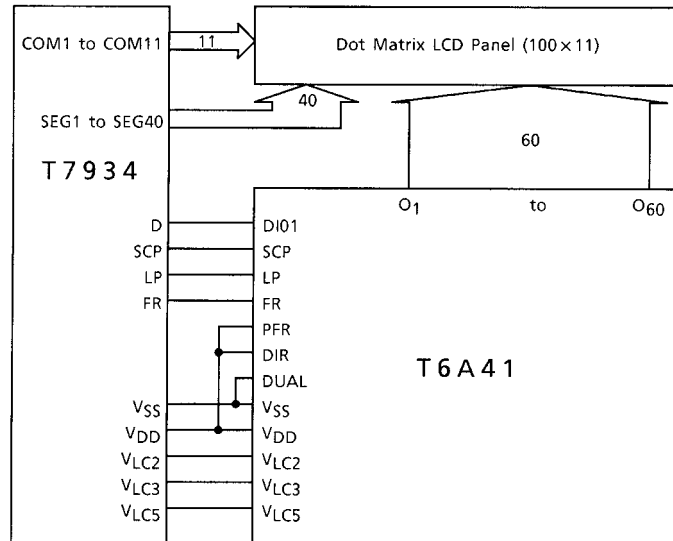 COM1 to COM11
11
Dot Matrix LCD Panel (100×11)
SEG1 to SEG40
40
60
T7934
O1 to O60
D DI01
SCP SCP
LP LP
FR FR
PFR
DIR
DUAL
T6A41
VSS VSS
VDD VDD
VLC2 VLC2
VLC3 VLC3
VLC5 VLC5